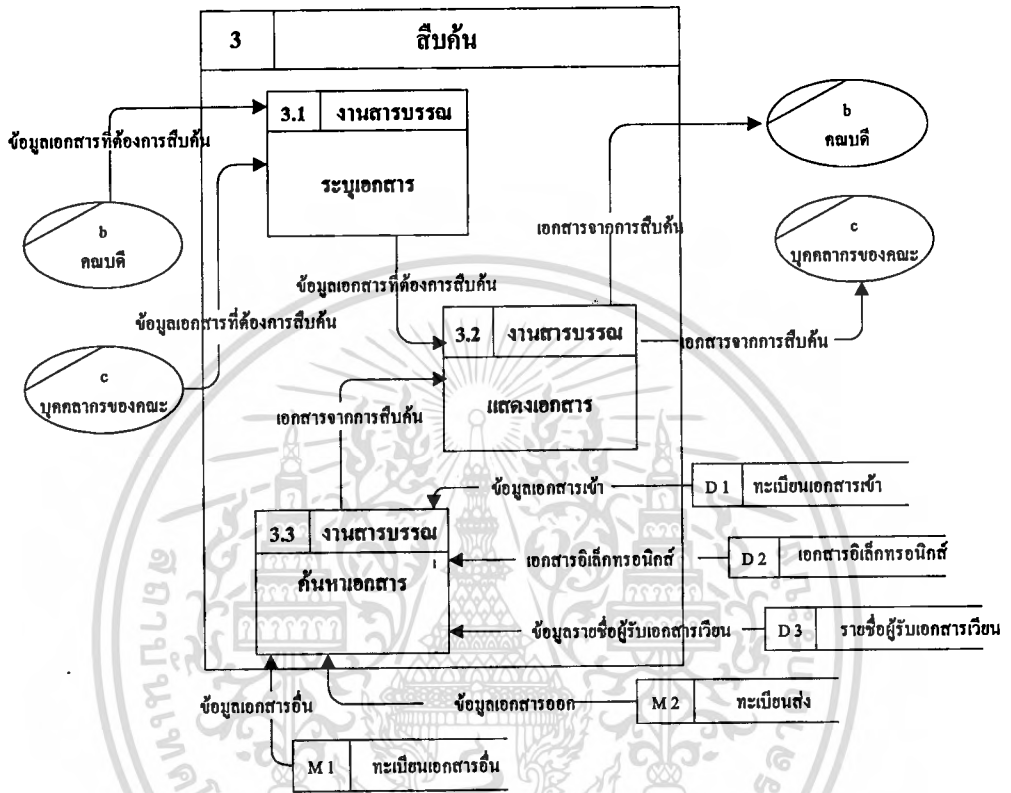 3 สืบค้น
3.1 งานสารบรรณ
ระบุเอกสาร
ข้อมูลเอกสารที่ต้องการสืบค้น
b
คณบดี
b
คณบดี
c
บุคคลากรของคณะ
เอกสารจากการสืบค้น
ข้อมูลเอกสารที่ต้องการสืบค้น
ข้อมูลเอกสารที่ต้องการสืบค้น
3.2 งานสารบรรณ
แสดงเอกสาร
เอกสารจากการสืบค้น
c
บุคคลากรของคณะ
เอกสารจากการสืบค้น
ข้อมูลเอกสารเข้า
D 1 ทะเบียนเอกสารเข้า
3.3 งานสารบรรณ
ค้นหาเอกสาร
เอกสารอิเล็กทรอนิกส์
D 2 เอกสารอิเล็กทรอนิกส์
ข้อมูลรายชื่อผู้รับเอกสารเวียน
D 3 รายชื่อผู้รับเอกสารเวียน
ข้อมูลเอกสารอื่น
ข้อมูลเอกสารออก
M 2 ทะเบียนส่ง
M 1 ทะเบียนเอกสารอื่น